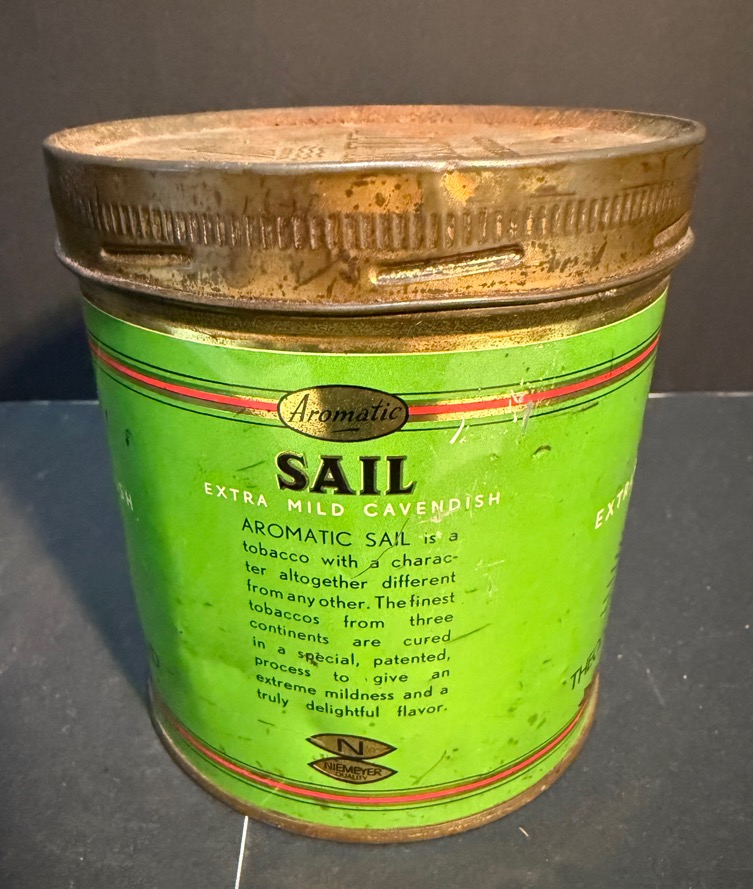 Aromatic
SAIL
EXTRA MILD CAVENDISH
AROMATIC SAIL is a
tobacco with a charac-
ter altogether different
from any other. The finest
tobaccos from three
continents are cured
in a special, patented,
process to give an
extreme mildness and a
truly delightful flavor.
N
NIEMEYER
QUALITY